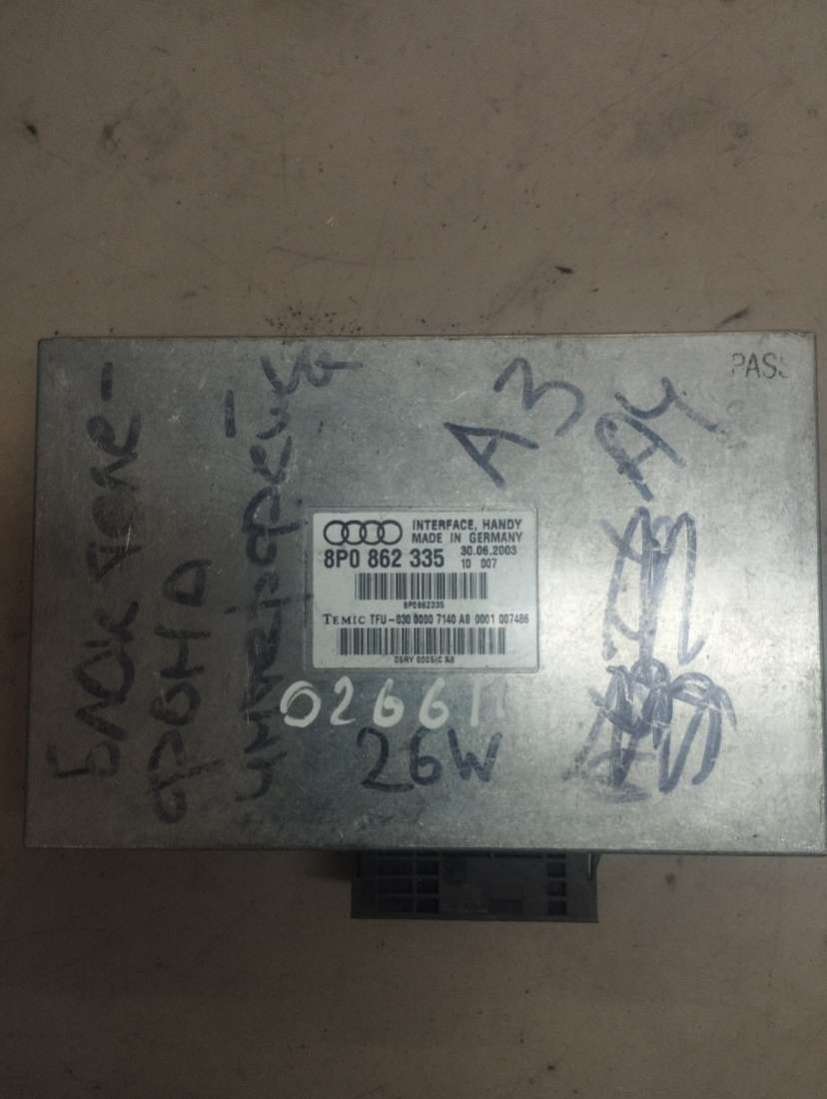 PASS
A3
A4
Блок теле-
фона
интерфейса
INTERFACE, HANDY
MADE IN GERMANY
8P0 862 335
30.06.2003
10 007
8P0862335
TEMIC TFU-030 0000 7140 A8 0001 007486
02661
26W